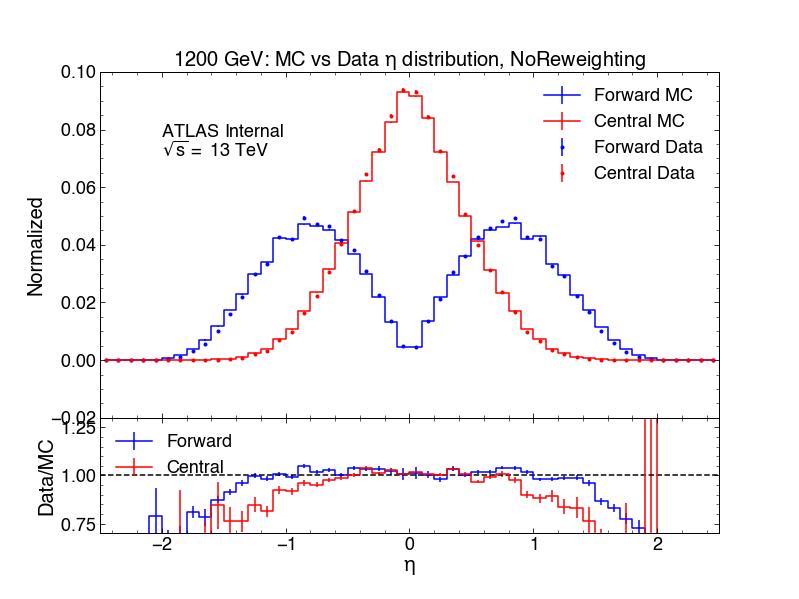 1200 GeV: MC vs Data η distribution, NoReweighting
0.10
0.08
0.06
0.04
0.02
0.00
−0.02
Normalized
ATLAS Internal
√s = 13 TeV
Forward MC
Central MC
Forward Data
Central Data
1.25
1.00
0.75
Data/MC
Forward
Central
−2 −1 0 1 2
η